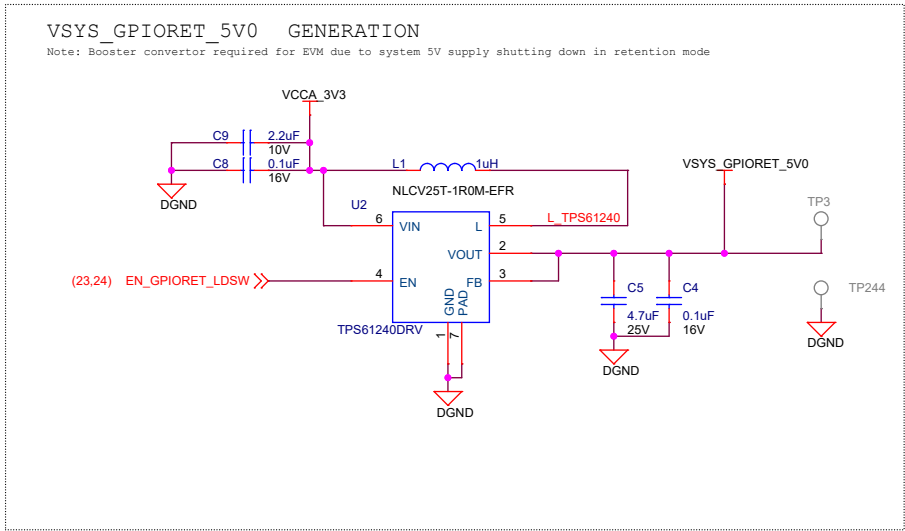 VSYS_GPIORET_5V0 GENERATION
Note: Booster convertor required for EVM due to system 5V supply shutting down in retention mode
VCCA_3V3
C9 2.2uF
10V
C8 0.1uF
16V
DGND
L1 1uH
NLCV25T-1R0M-EFR
VSYS_GPIORET_5V0
TP3
U2
6 VIN L 5 L_TPS61240
VOUT 2
(23,24) EN_GPIORET_LDSW 4 EN FB 3
GND
PAD
TPS61240DRV
1
7
DGND
C5
4.7uF
25V
C4
0.1uF
16V
DGND
TP244
DGND